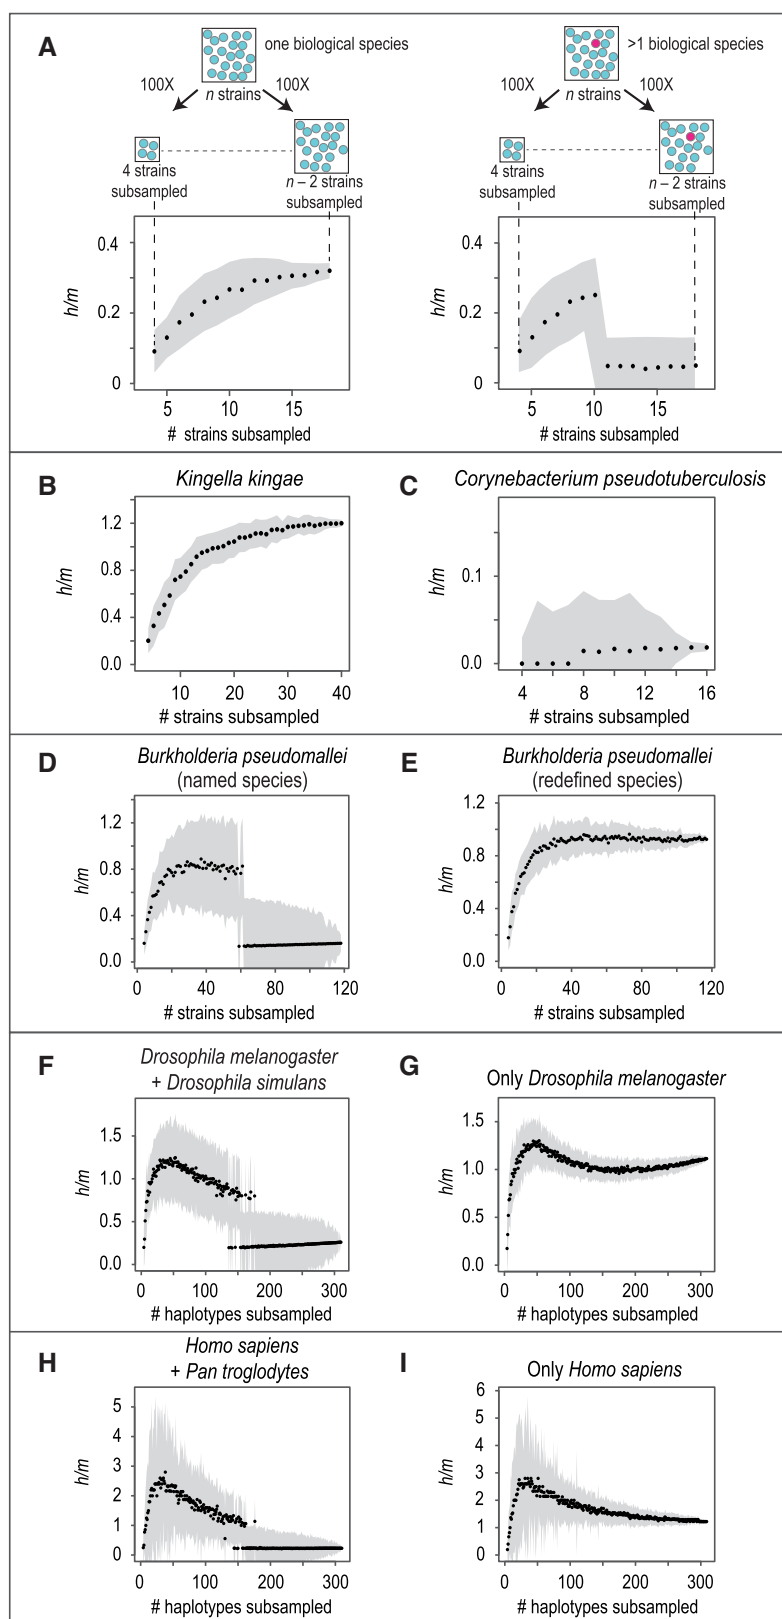 A
one biological species
n strains
100X
100X
4 strains
subsampled
n – 2 strains
subsampled
h/m
0.4
0.2
0
5
10
15
# strains subsampled
>1 biological species
n strains
100X
100X
4 strains
subsampled
n – 2 strains
subsampled
h/m
0.4
0.2
0
5
10
15
# strains subsampled
B
Kingella kingae
h/m
1.2
0.8
0.4
0.0
10
20
30
40
# strains subsampled
C
Corynebacterium pseudotuberculosis
h/m
0.1
0.0
4
8
12
16
# strains subsampled
D
Burkholderia pseudomallei
(named species)
h/m
1.2
0.8
0.4
0.0
0
40
80
120
# strains subsampled
E
Burkholderia pseudomallei
(redefined species)
h/m
1.2
0.8
0.4
0.0
0
40
80
120
# strains subsampled
F
Drosophila melanogaster
+ Drosophila simulans
h/m
1.5
1.0
0.5
0.0
0
100
200
300
# haplotypes subsampled
G
Only Drosophila melanogaster
h/m
1.5
1.0
0.5
0.0
0
100
200
300
# haplotypes subsampled
H
Homo sapiens
+ Pan troglodytes
h/m
5
4
3
2
1
0
0
100
200
300
# haplotypes subsampled
I
Only Homo sapiens
h/m
6
5
4
3
2
1
0
0
100
200
300
# haplotypes subsampled